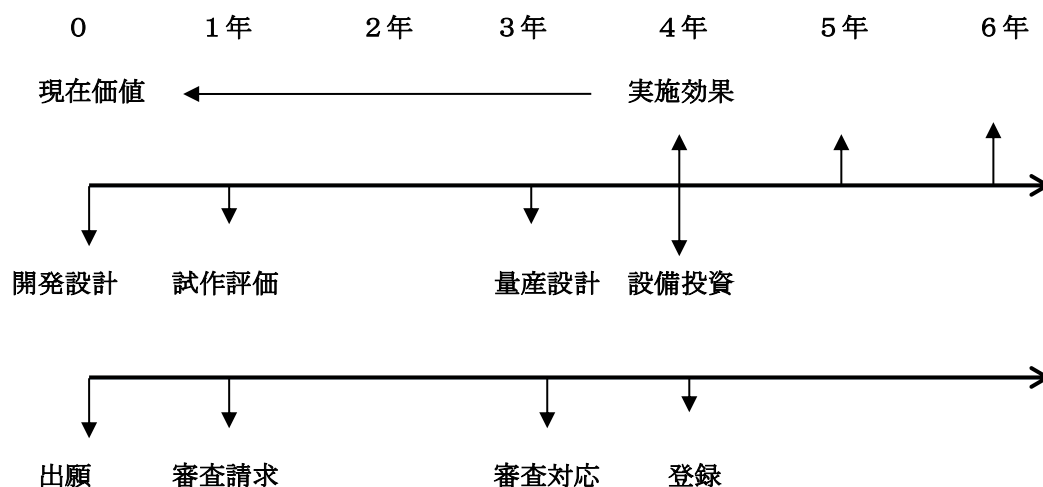 0 1年 2年 3年 4年 5年 6年
現在価値 実施効果
開発設計 試作評価 量産設計 設備投資
出願 審査請求 審査対応 登録